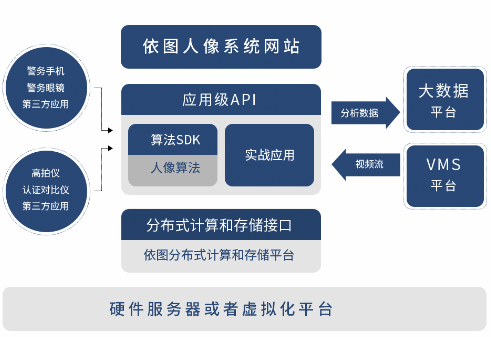 依图人像系统网站
警务手机
警务眼镜
第三方应用
应用级API
算法SDK
人像算法
实战应用
分析数据
大数据
平台
视频流
VMS
平台
高拍仪
认证对比仪
第三方应用
分布式计算和存储接口
依图分布式计算和存储平台
硬件服务器或者虚拟化平台